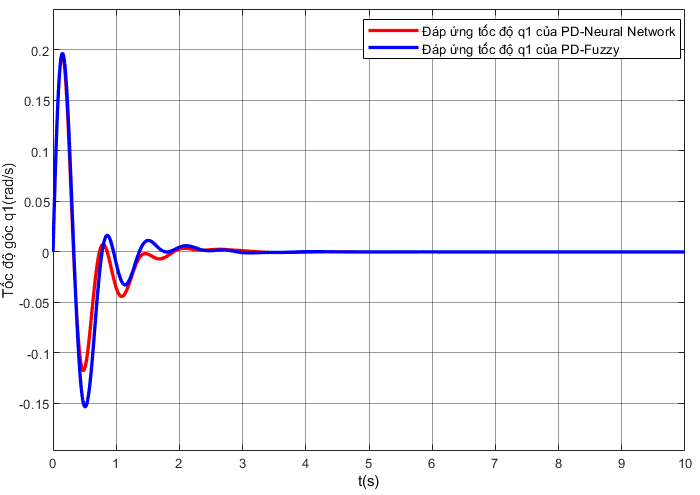 Đáp ứng tốc độ q1 của PD-Neural Network
Đáp ứng tốc độ q1 của PD-Fuzzy
Tốc độ góc q1(rad/s)
0.2
0.15
0.1
0.05
0
-0.05
-0.1
-0.15
0 1 2 3 4 5 6 7 8 9 10
t(s)